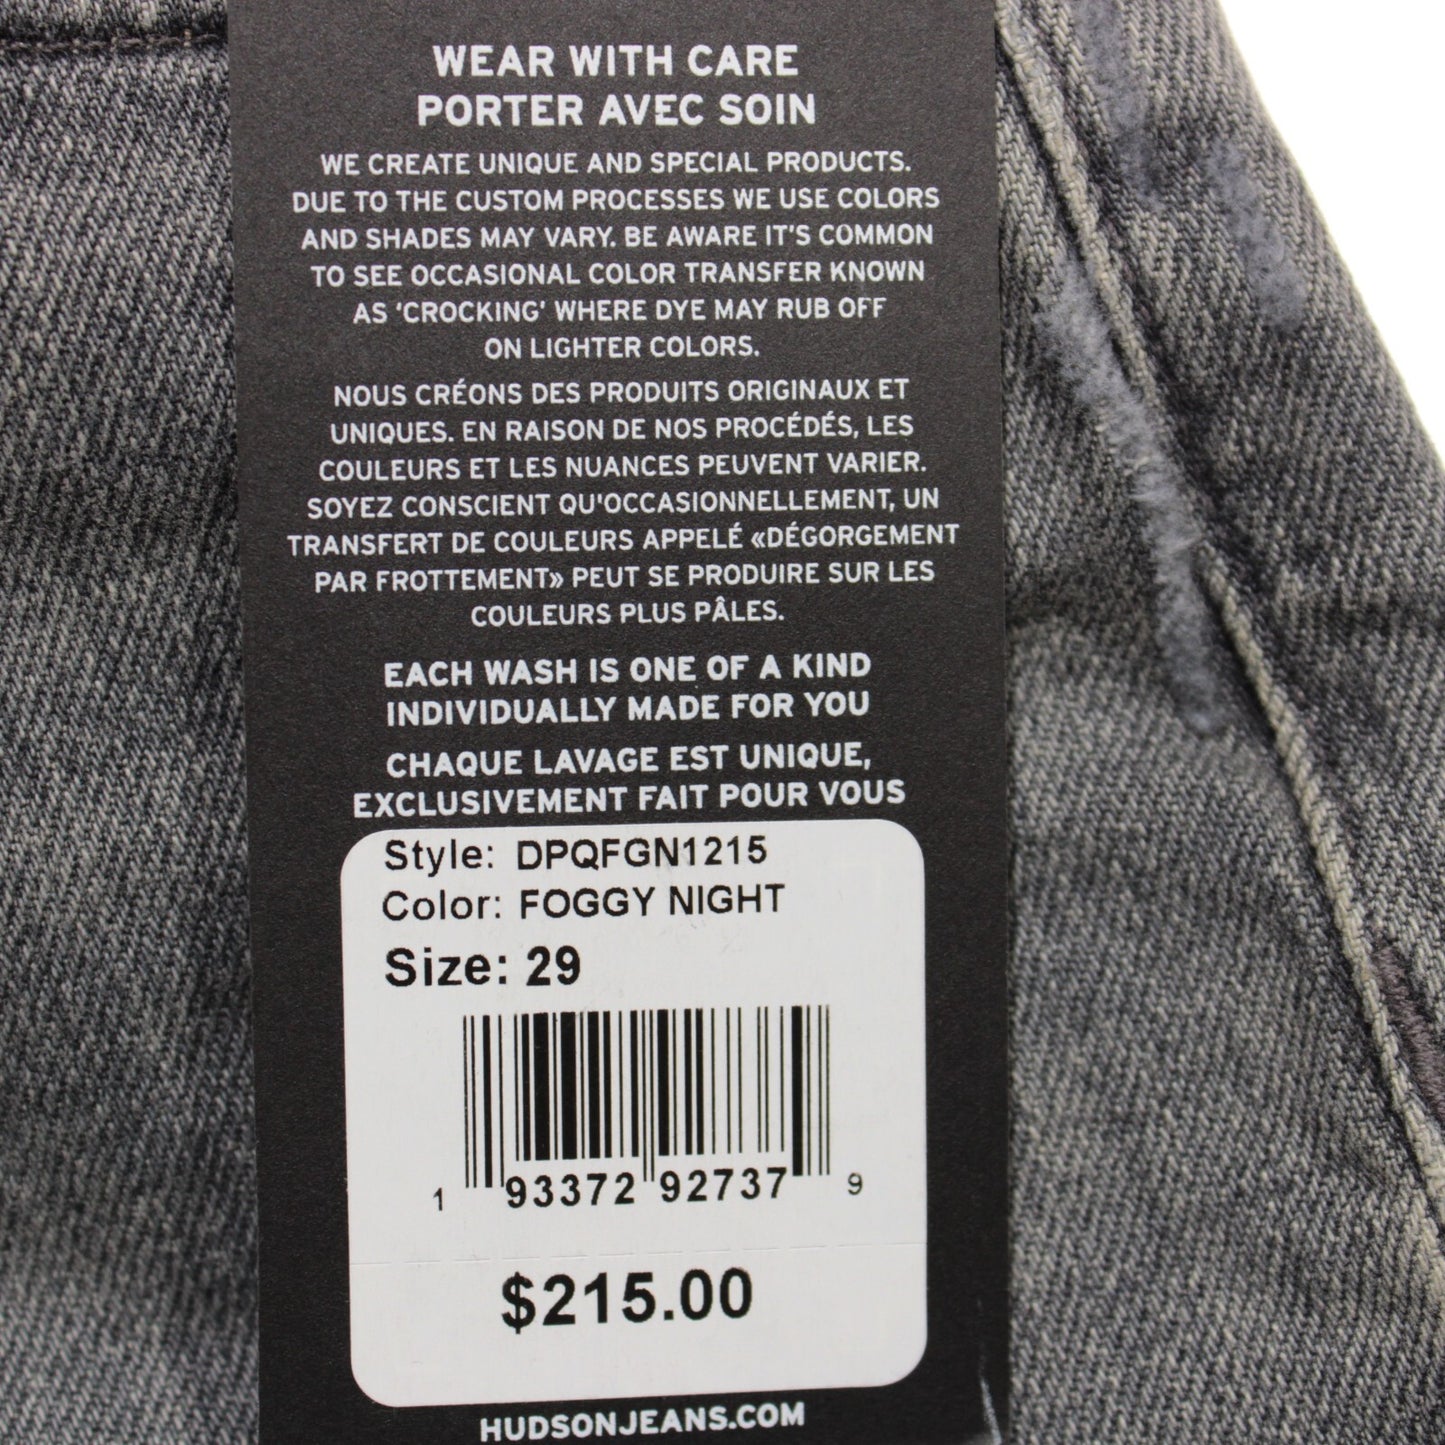 WEAR WITH CARE
PORTER AVEC SOIN
WE CREATE UNIQUE AND SPECIAL PRODUCTS.
DUE TO THE CUSTOM PROCESSES WE USE COLORS
AND SHADES MAY VARY. BE AWARE IT'S COMMON
TO SEE OCCASIONAL COLOR TRANSFER KNOWN
AS 'CROCKING' WHERE DYE MAY RUB OFF
ON LIGHTER COLORS.
NOUS CRÉONS DES PRODUITS ORIGINAUX ET
UNIQUES. EN RAISON DE NOS PROCÉDÉS, LES
COULEURS ET LES NUANCES PEUVENT VARIER.
SOYEZ CONSCIENT QU'OCCASIONNELLEMENT, UN
TRANSFERT DE COULEURS APPELÉ «DÉGORGEMENT
PAR FROTTEMENT» PEUT SE PRODUIRE SUR LES
COULEURS PLUS PÂLES.
EACH WASH IS ONE OF A KIND
INDIVIDUALLY MADE FOR YOU
CHAQUE LAVAGE EST UNIQUE,
EXCLUSIVEMENT FAIT POUR VOUS
Style: DPQFGN1215
Color: FOGGY NIGHT
Size: 29
1 93372 92737 9
$215.00
HUDSONJEANS.COM